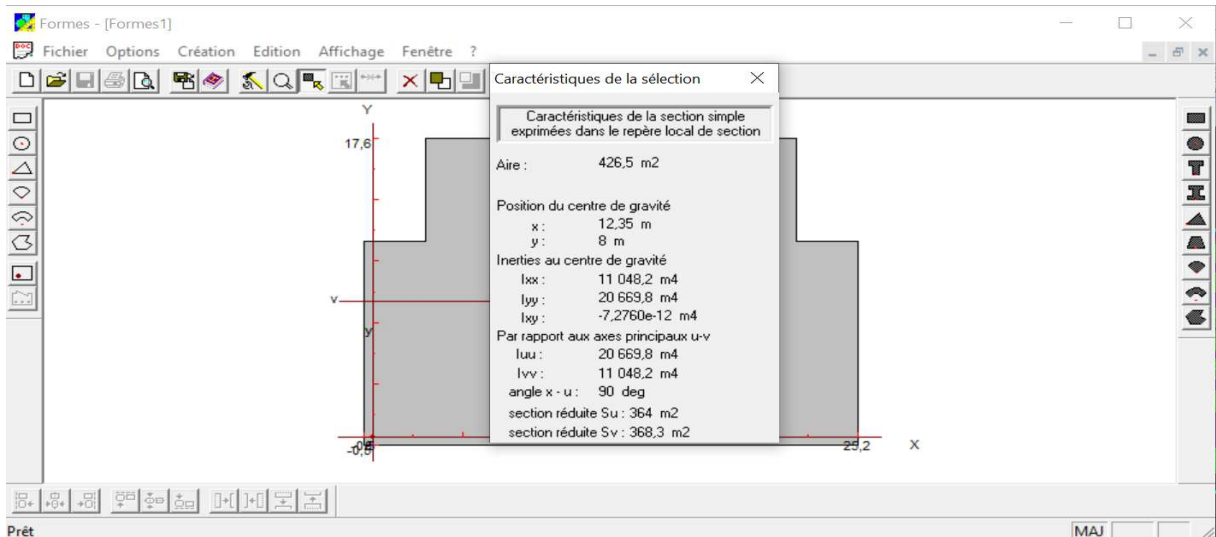 Formes - [Formes1]
Fichier Options Création Edition Affichage Fenêtre ?
Caractéristiques de la sélection
Caractéristiques de la section simple
exprimées dans le repère local de section
Aire : 426,5 m2
Position du centre de gravité
x : 12,35 m
y : 8 m
Inerties au centre de gravité
Ixx : 11 048,2 m4
Iyy : 20 669,8 m4
Ixy : -7,2760e-12 m4
Par rapport aux axes principaux u-v
Iuu : 20 669,8 m4
Ivv : 11 048,2 m4
angle x - u : 90 deg
section réduite Su : 364 m2
section réduite Sv : 368,3 m2
Y
17,6
v
y
25,2
X
Prêt
MAJ